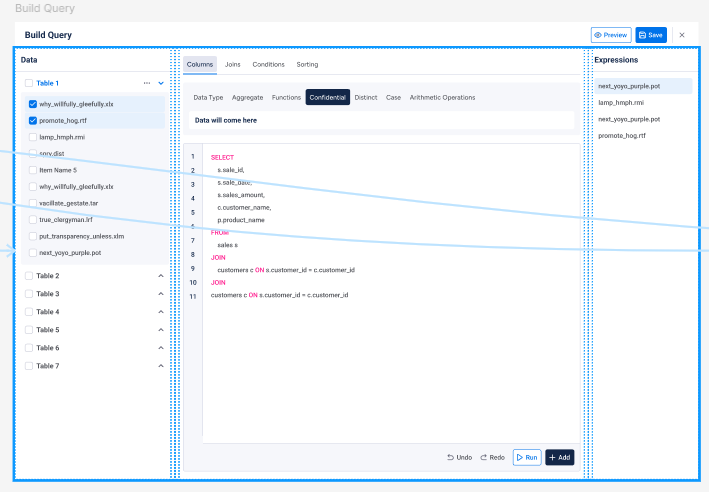 Build Query
Build Query
Preview
Save
Data
Table 1
why_willfully_gleefully.xlx
promote_hog.rtf
lamp_hmph.rmi
sory.dist
Item Name 5
why_willfully_gleefully.xlx
vacillate_gestate.tar
true_clergyman.lrf
put_transparency_unless.xlm
next_yoyo_purple.pot
Table 2
Table 3
Table 4
Table 5
Table 6
Table 7
Columns Joins Conditions Sorting
Data Type Aggregate Functions Confidential Distinct Case Arithmetic Operations
Data will come here
1 SELECT
2 s.sale_id,
3 s.sale_date,
4 s.sales_amount,
5 c.customer_name,
6 p.product_name
7 FROM
8 sales s
9 JOIN
10 customers c ON s.customer_id = c.customer_id
11 JOIN
customers c ON s.customer_id = c.customer_id
Undo Redo Run + Add
Expressions
next_yoyo_purple.pot
lamp_hmph.rmi
next_yoyo_purple.pot
promote_hog.rtf